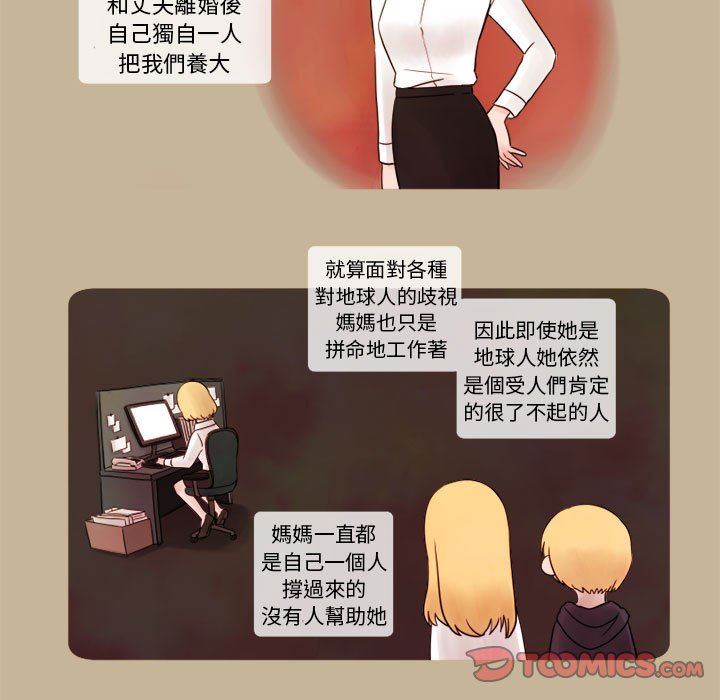 和丈夫離婚後
自己獨自一人
把我們養大
就算面對各種
對地球人的歧視
媽媽也只是
拼命地工作著
因此即使她是
地球人她依然
是個受人們肯定
的很了不起的人
媽媽一直都
是自己一個人
撐過來的
沒有人幫助她
TOOMICS.COM